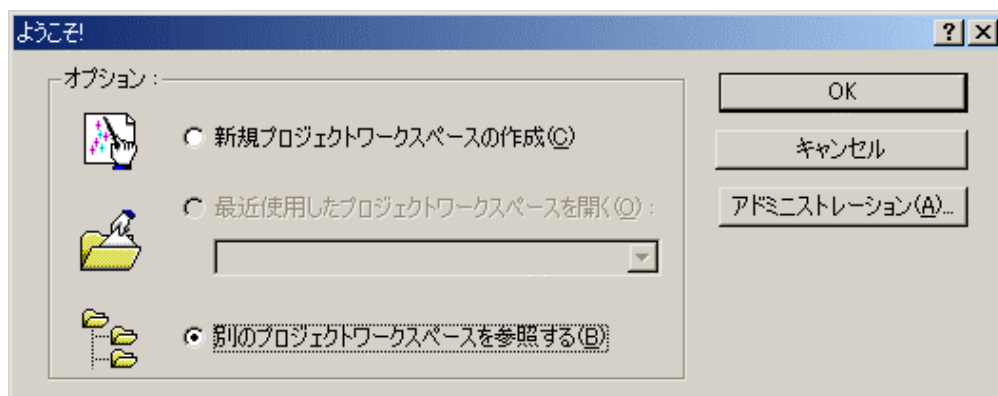 ようこそ!
オプション :
新規プロジェクトワークスペースの作成(C)
最近使用したプロジェクトワークスペースを開く(O) :
別のプロジェクトワークスペースを参照する(B)
OK
キャンセル
アドミニストレーション(A)...